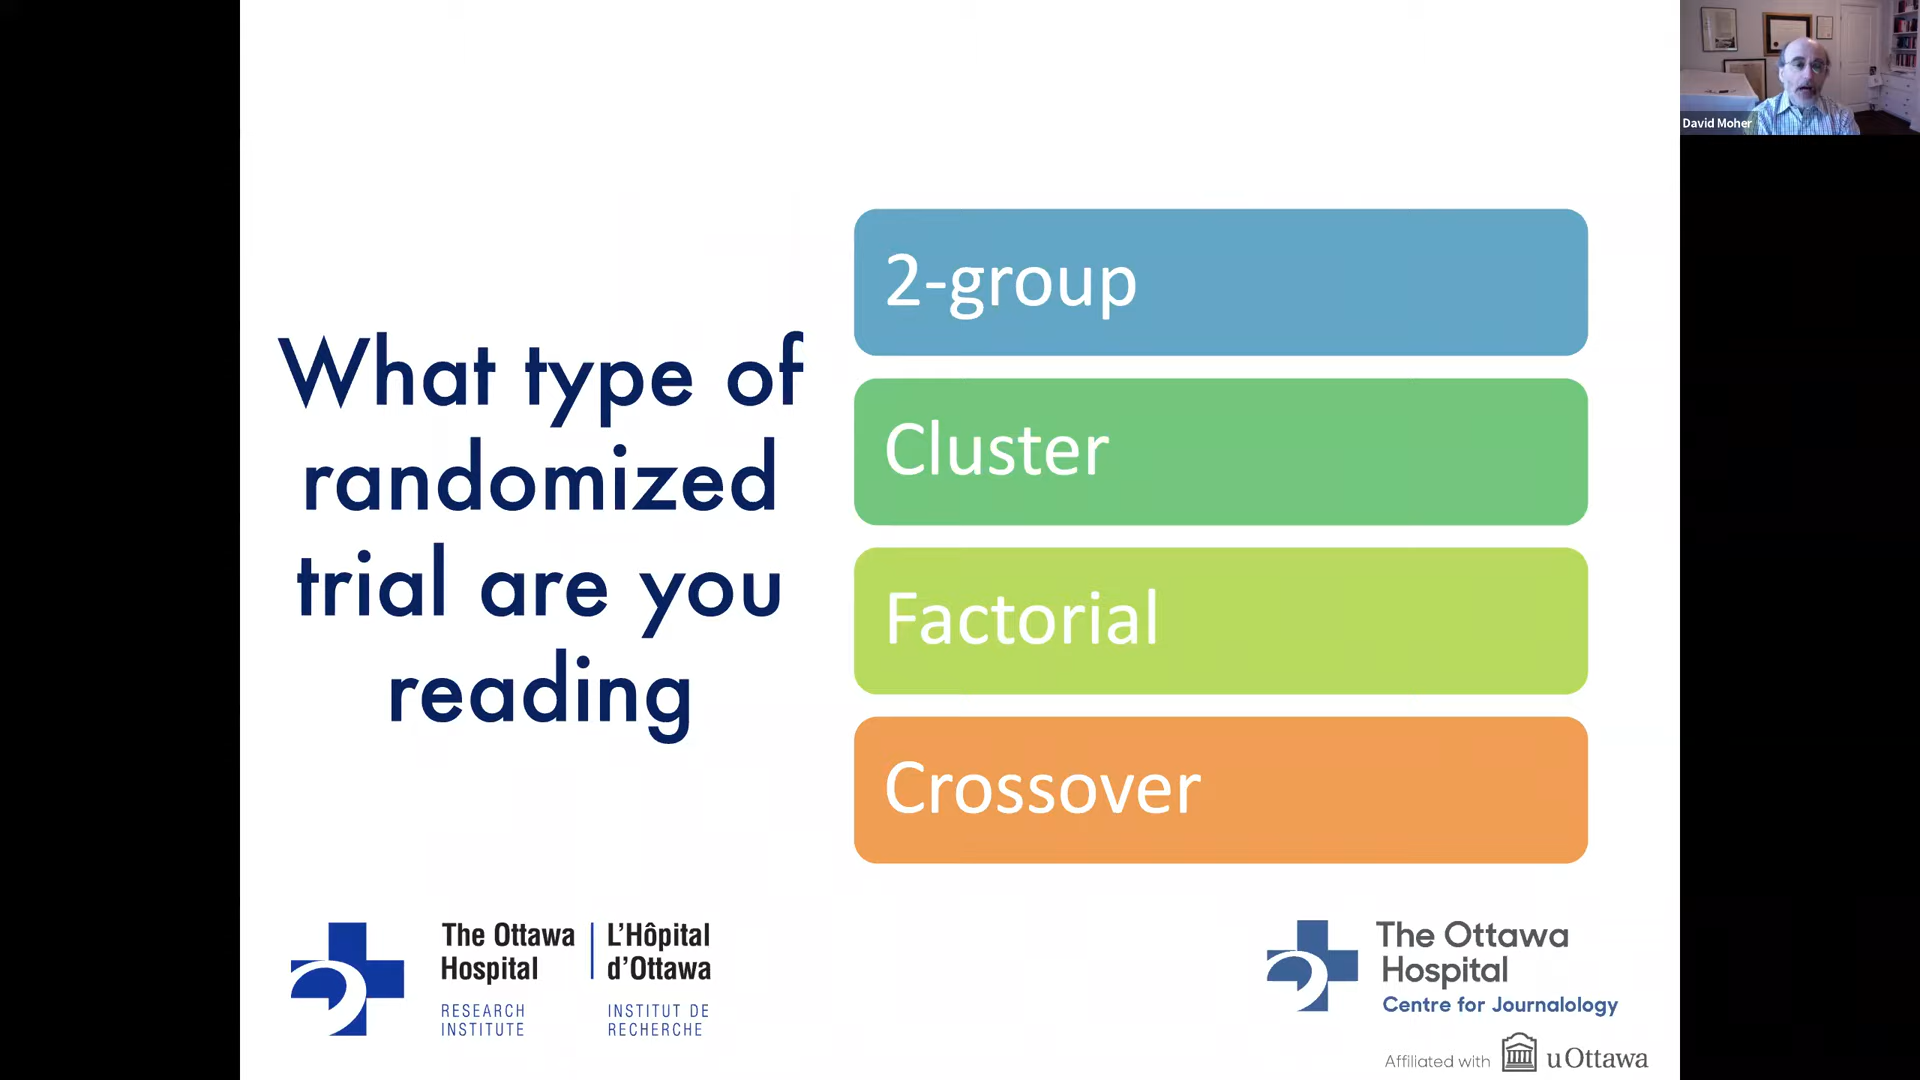 David Moher
What type of
randomized
trial are you
reading
2-group
Cluster
Factorial
Crossover
The Ottawa
Hospital
RESEARCH
INSTITUTE
L'Hôpital
d'Ottawa
INSTITUT DE
RECHERCHE
The Ottawa
Hospital
Centre for Journalology
Affiliated with
uOttawa